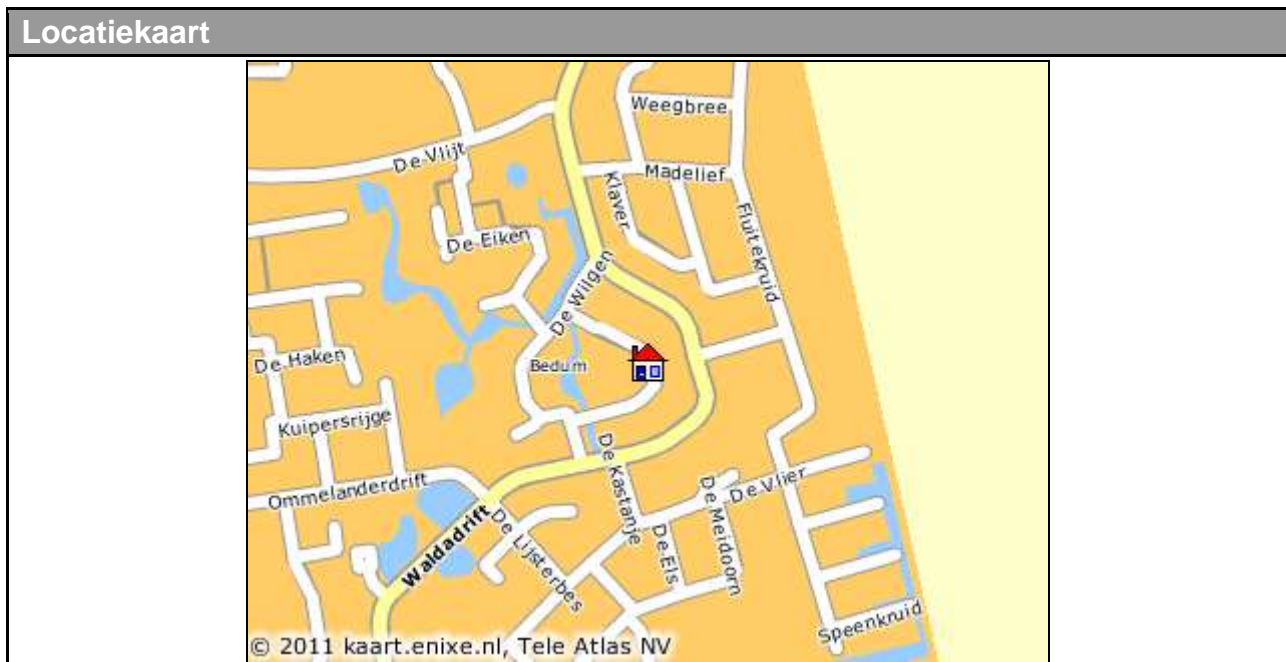 Locatiekaart
Weegbree
De Vlijt
Madelief
Klaver
Fluitekruid
De Eiken
De Wilgen
De Haken
Bedum
Kuipersrijge
Ommelanderdrift
De Kastanje
De Vlier
De Meidoorn
Waldadrift
De Lijsterbes
De Els
Speenkruid
© 2011 kaart.enixe.nl, Tele Atlas NV